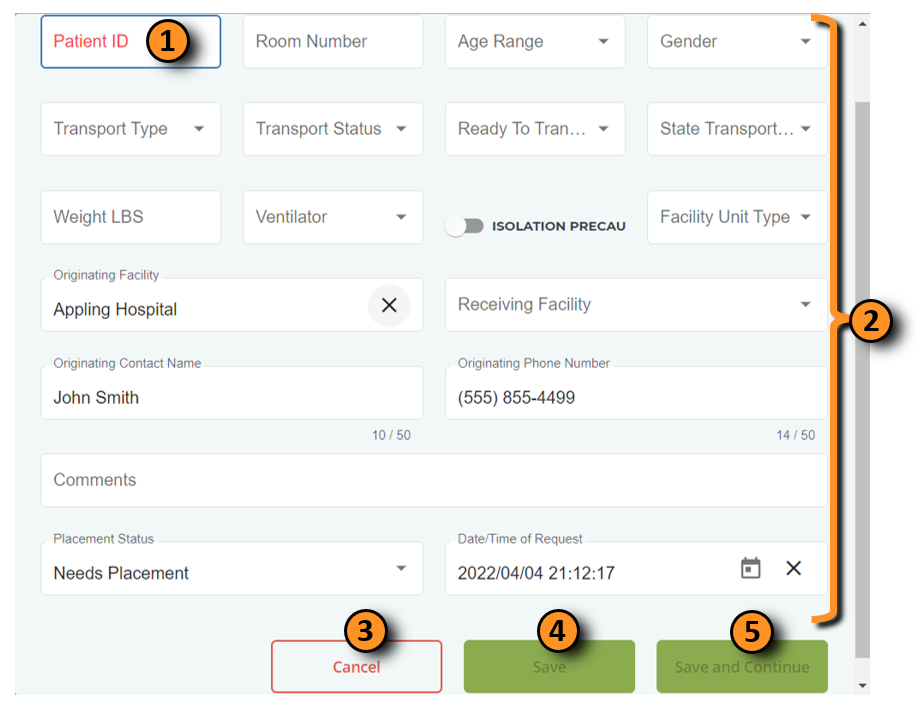 Patient ID 1 Room Number Age Range Gender
Transport Type Transport Status Ready To Tran... State Transport...
Weight LBS Ventilator ISOLATION PRECAU Facility Unit Type
Originating Facility
Appling Hospital Receiving Facility
2
Originating Contact Name Originating Phone Number
John Smith (555) 855-4499
10 / 50 14 / 50
Comments
Placement Status Date/Time of Request
Needs Placement 2022/04/04 21:12:17
3 4 5
Cancel Save Save and Continue